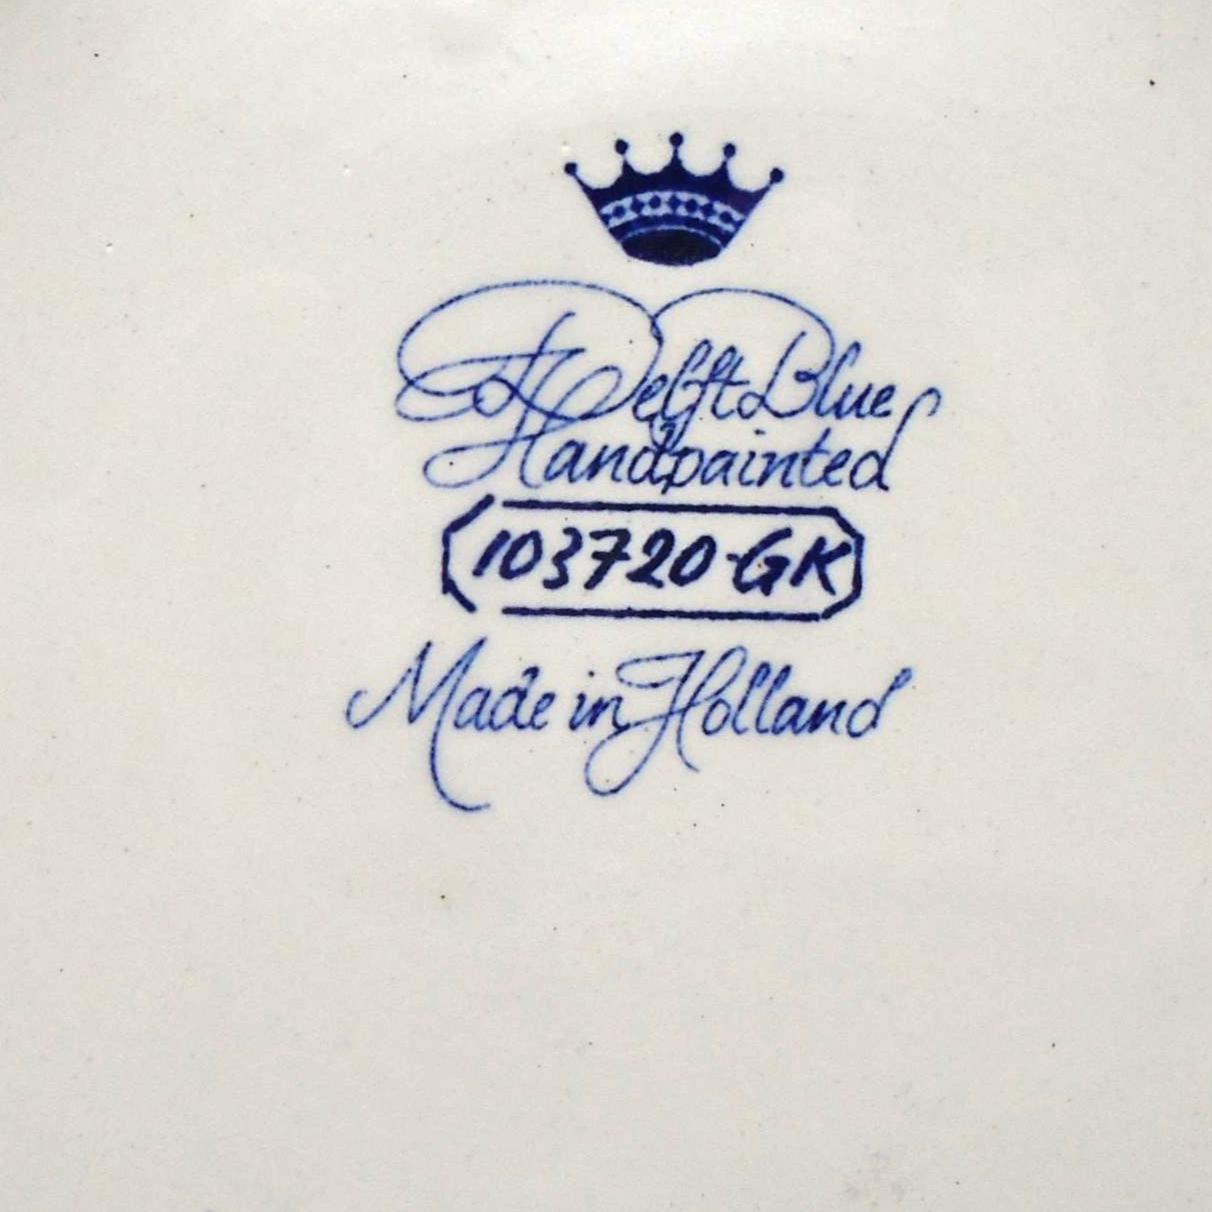 Delft Blue
Handpainted
103720-GK
Made in Holland